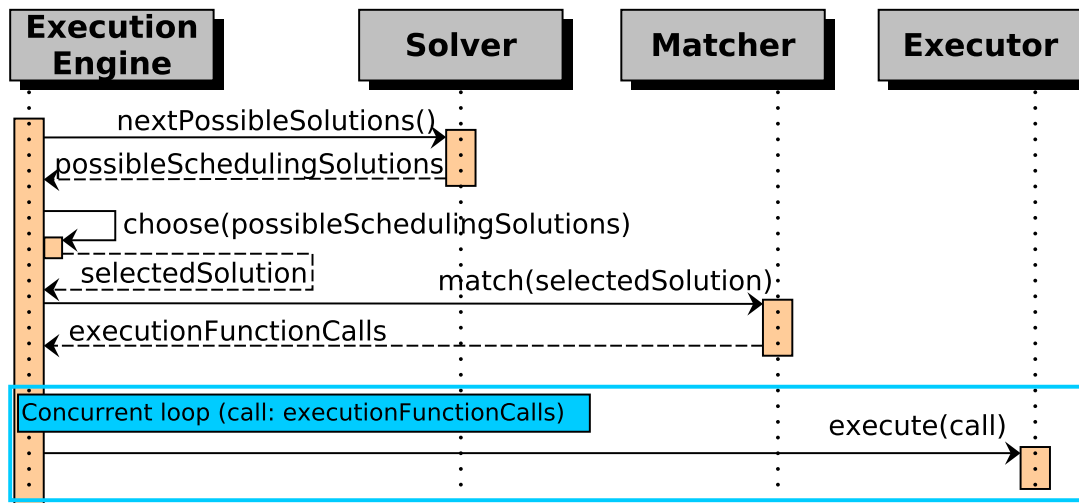 Execution
Engine
Solver
Matcher
Executor
nextPossibleSolutions()
possibleSchedulingSolutions
choose(possibleSchedulingSolutions)
selectedSolution
match(selectedSolution)
executionFunctionCalls
Concurrent loop (call: executionFunctionCalls)
execute(call)